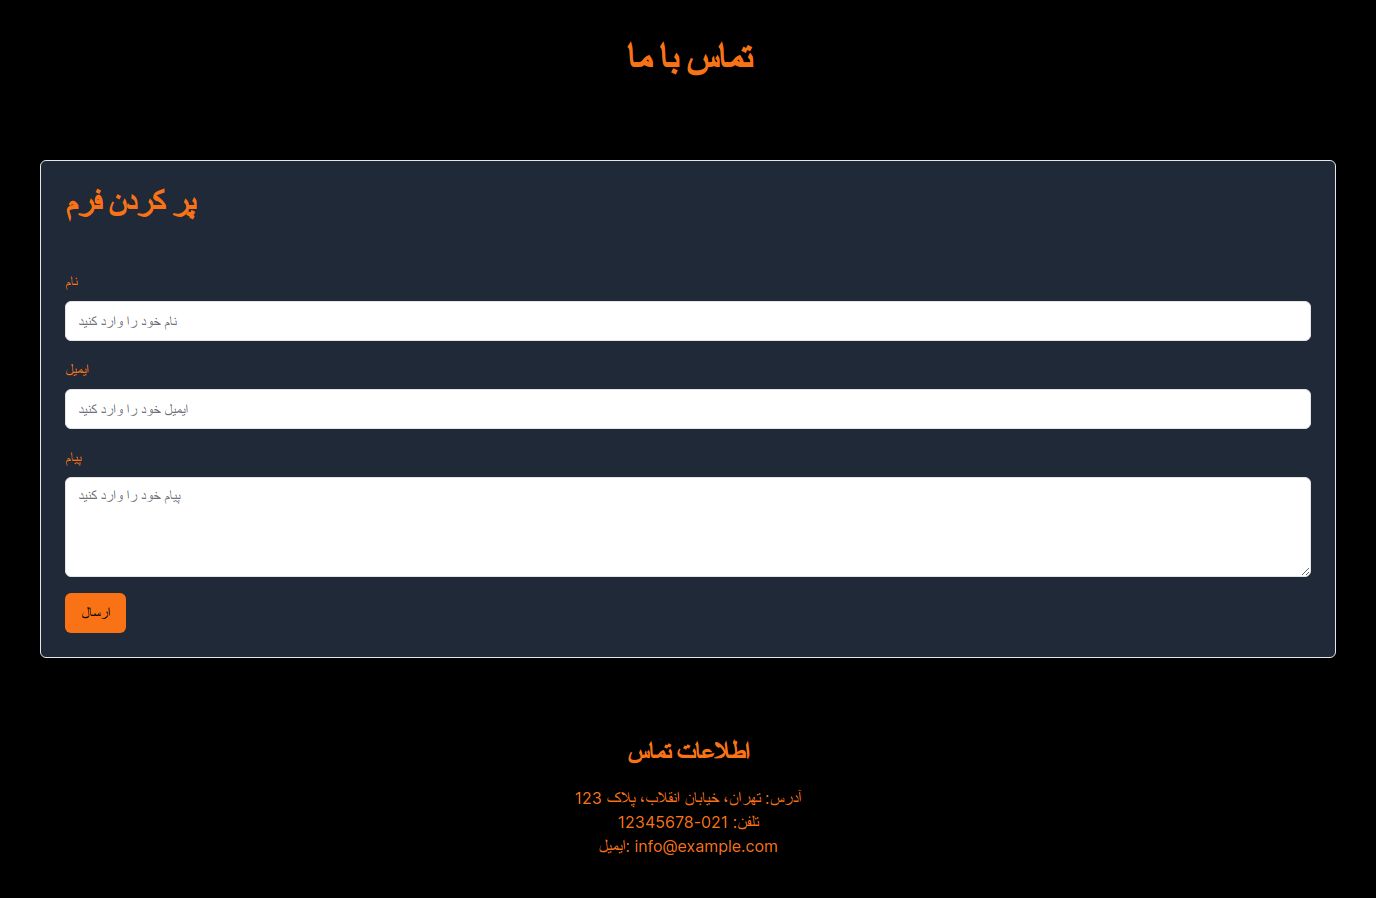 تماس با ما
پر کردن فرم
نام
نام خود را وارد کنید
ایمیل
ایمیل خود را وارد کنید
پیام
پیام خود را وارد کنید
ارسال
اطلاعات تماس
آدرس: تهران، خیابان انقلاب، پلاک 123
تلفن: 021-12345678
ایمیل: info@example.com